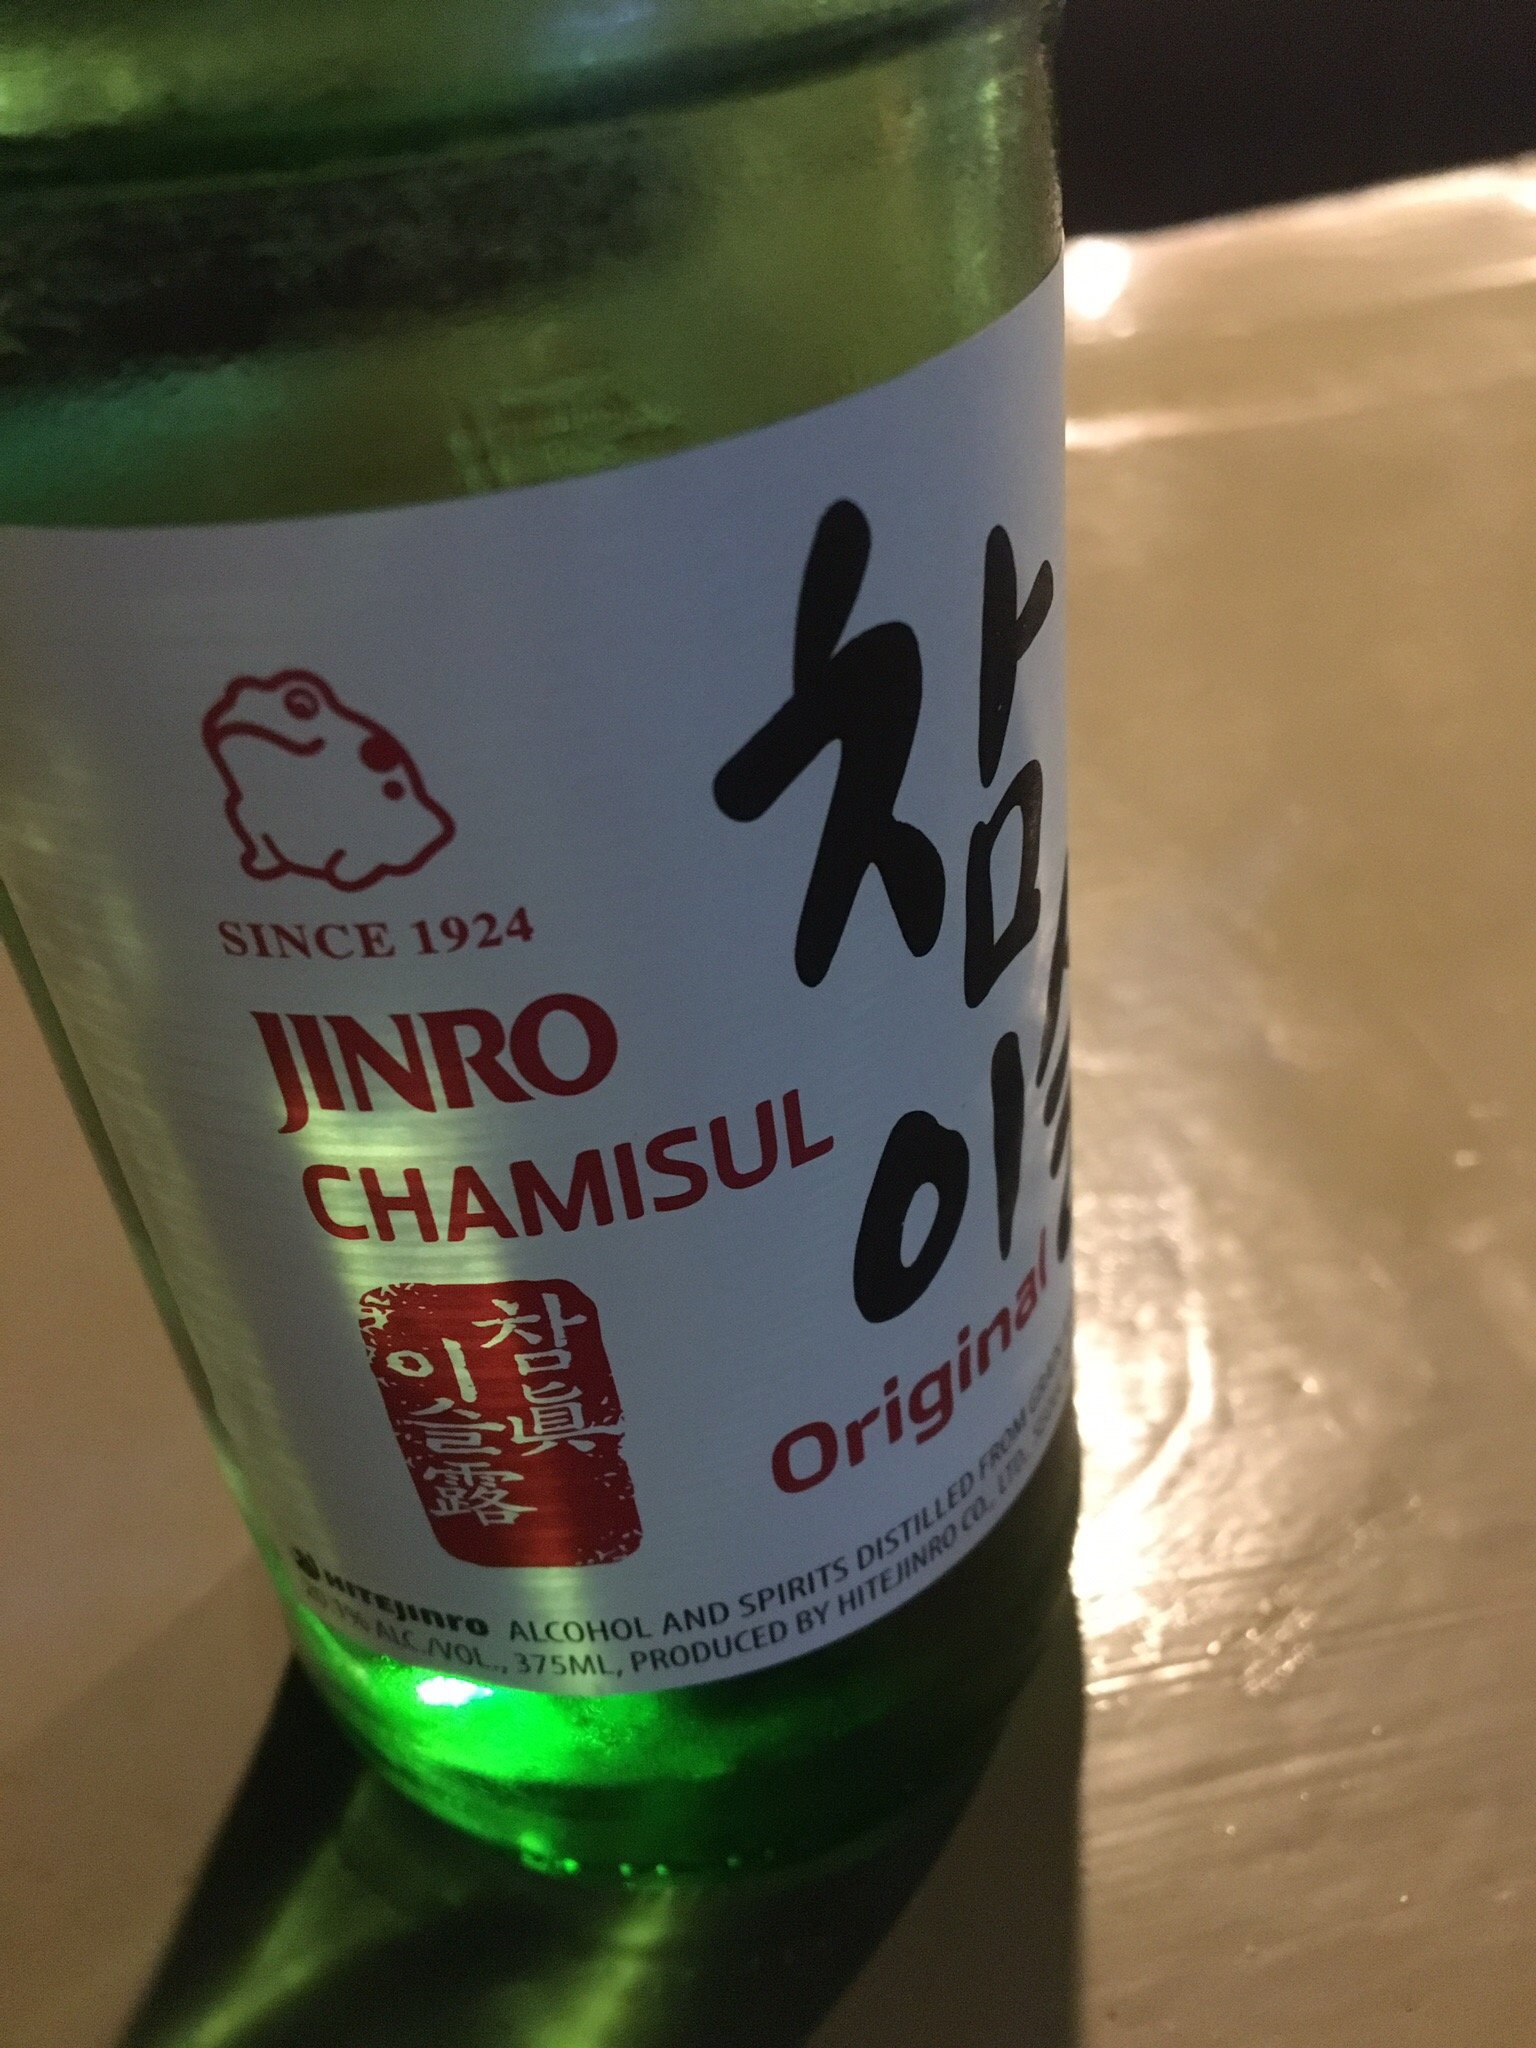 SINCE 1924
JINRO
CHAMISUL
참
이
Original
참眞
이슬露
HITEJINRO ALCOHOL AND SPIRITS DISTILLED FROM
ALC./VOL., 375ML, PRODUCED BY HITEJINRO CO., LTD.